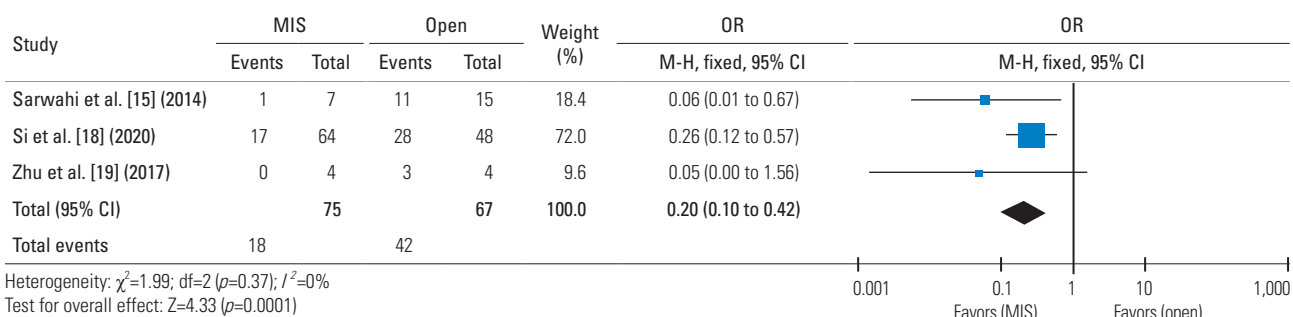 Study MIS Open Weight (%) OR OR
Events Total Events Total M-H, fixed, 95% CI M-H, fixed, 95% CI
Sarwahi et al. [15] (2014) 1 7 11 15 18.4 0.06 (0.01 to 0.67)
Si et al. [18] (2020) 17 64 28 48 72.0 0.26 (0.12 to 0.57)
Zhu et al. [19] (2017) 0 4 3 4 9.6 0.05 (0.00 to 1.56)
Total (95% CI) 75 67 100.0 0.20 (0.10 to 0.42)
Total events 18 42
Heterogeneity: χ²=1.99; df=2 (p=0.37); I²=0%
Test for overall effect: Z=4.33 (p=0.0001)
0.001 0.1 1 10 1,000
Favors (MIS) Favors (open)